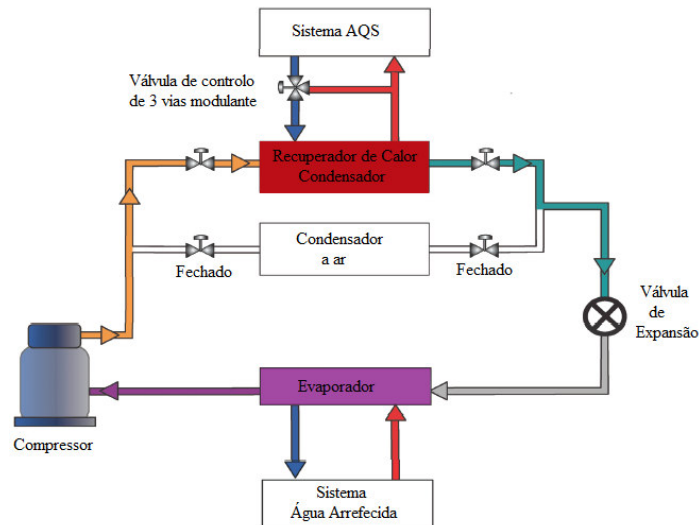 Sistema AQS
Válvula de controlo
de 3 vias modulante
Recuperador de Calor
Condensador
Condensador
a ar
Fechado
Fechado
Válvula
de
Expansão
Evaporador
Compressor
Sistema
Água Arrefecida